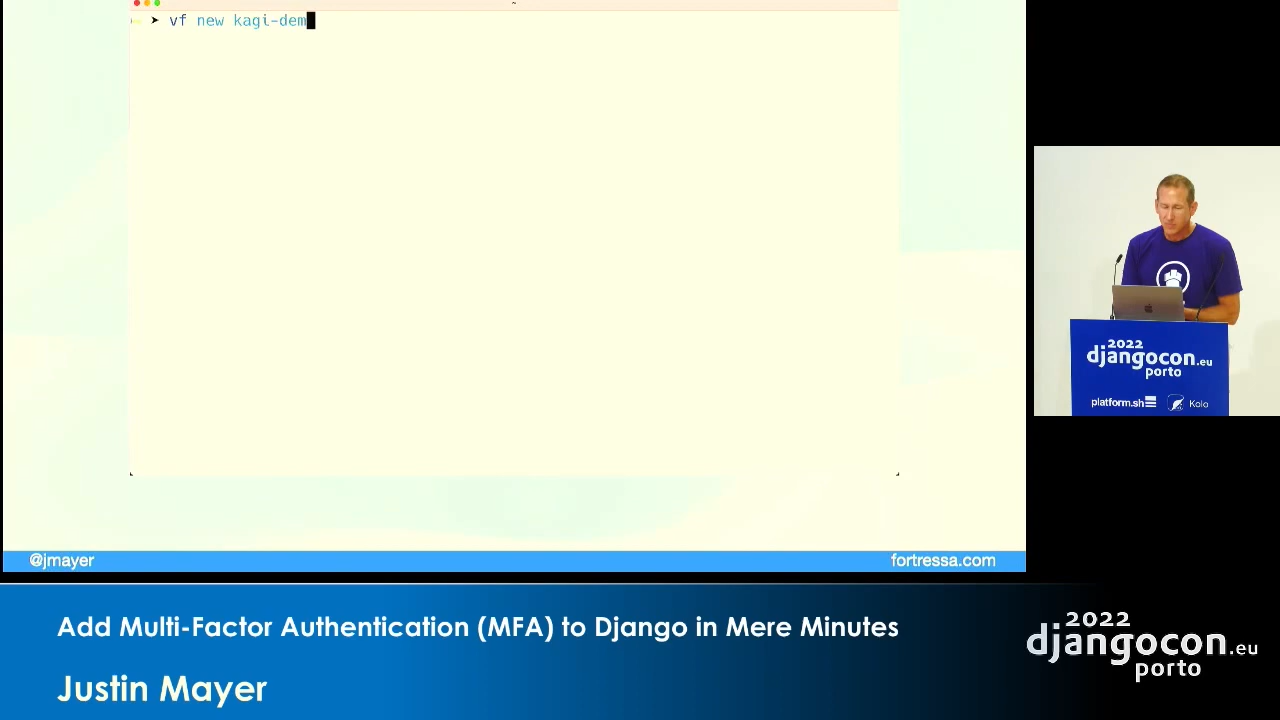 ~
➤ vf new kagi-dem
@jmayer
fortressa.com
2022
djangocon.eu
porto
platform.sh
Kolo
Add Multi-Factor Authentication (MFA) to Django in Mere Minutes
Justin Mayer
2022
djangocon.eu
porto